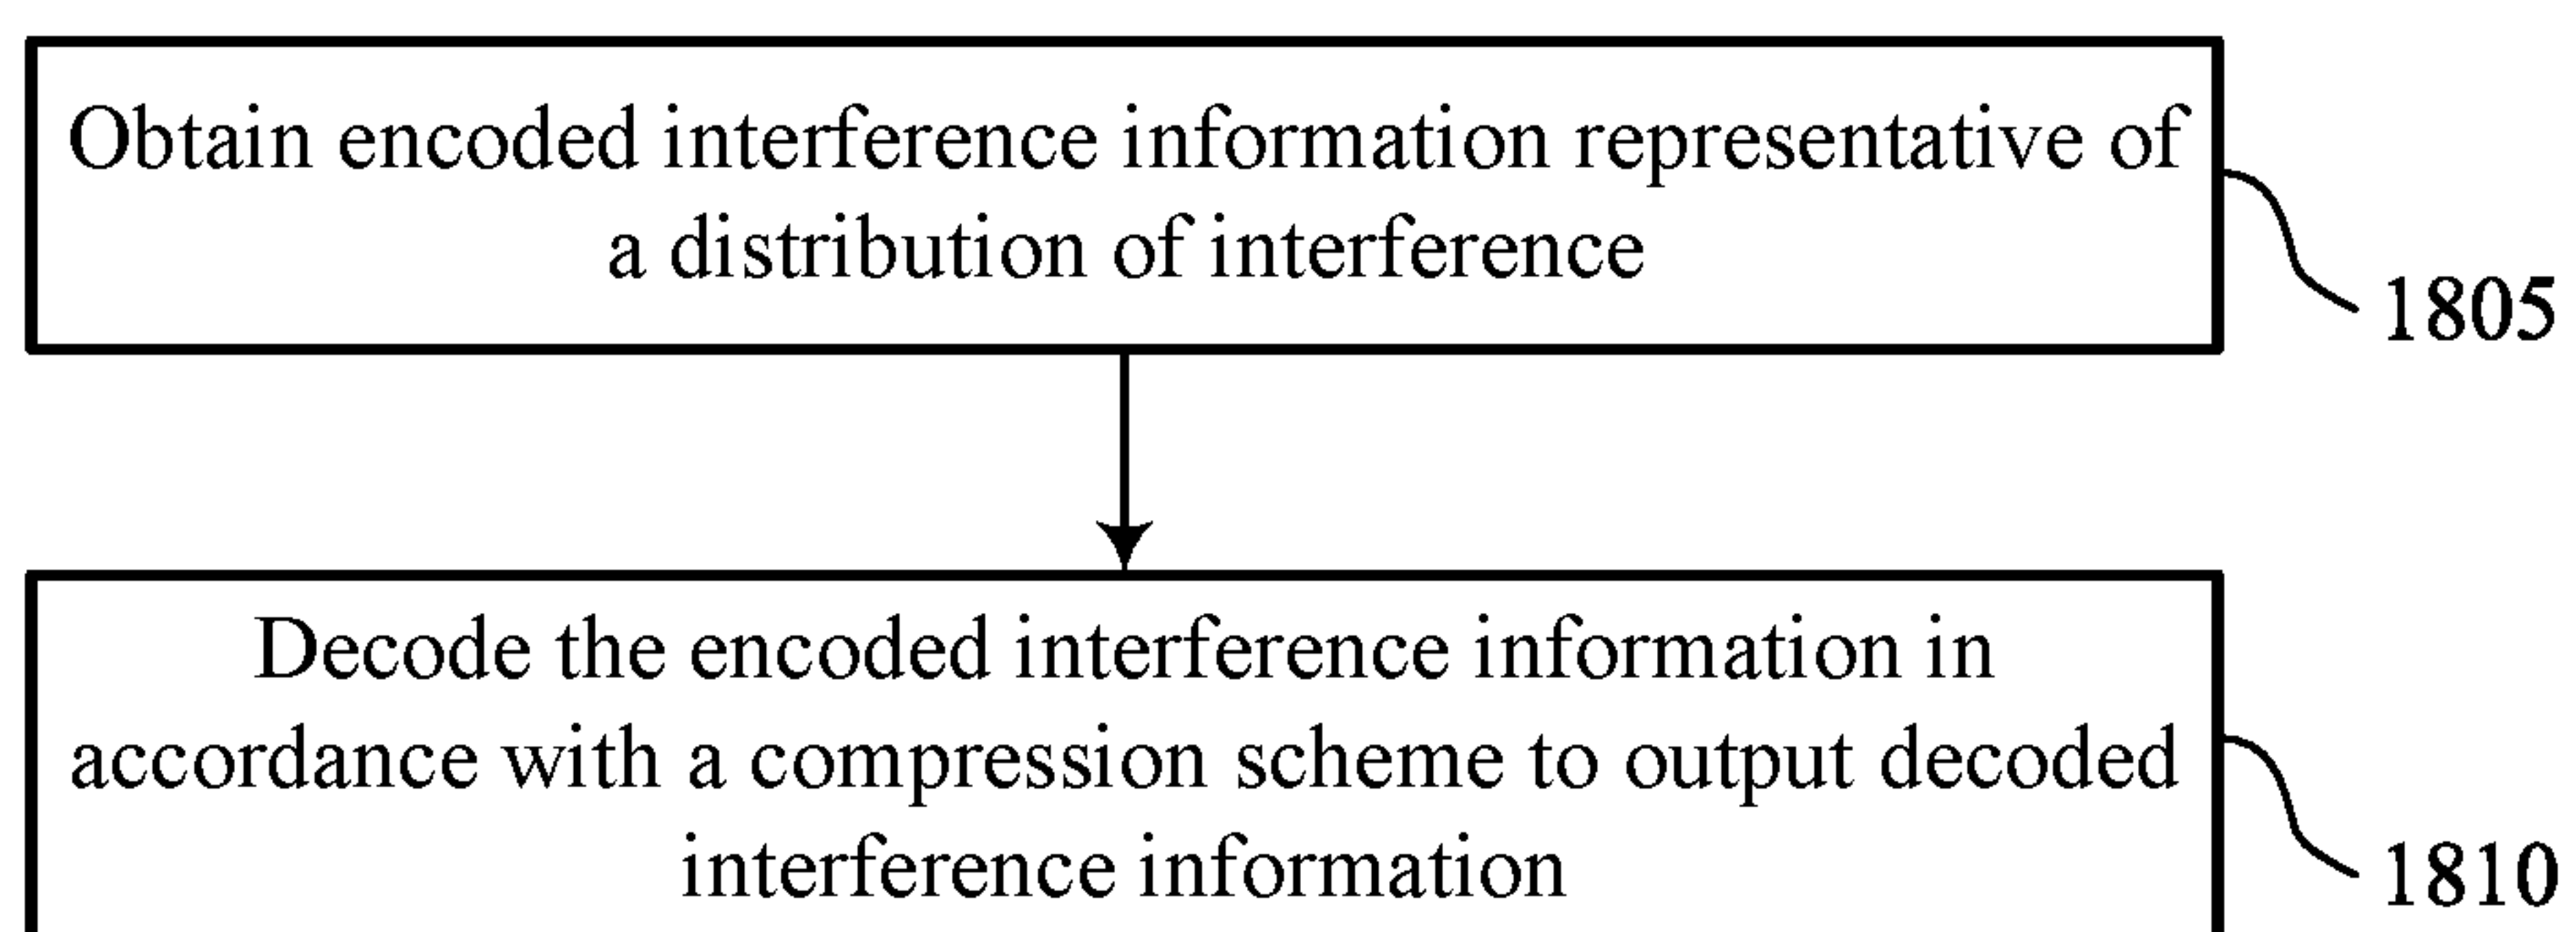 Obtain encoded interference information representative of
a distribution of interference
1805
Decode the encoded interference information in
accordance with a compression scheme to output decoded
interference information
1810